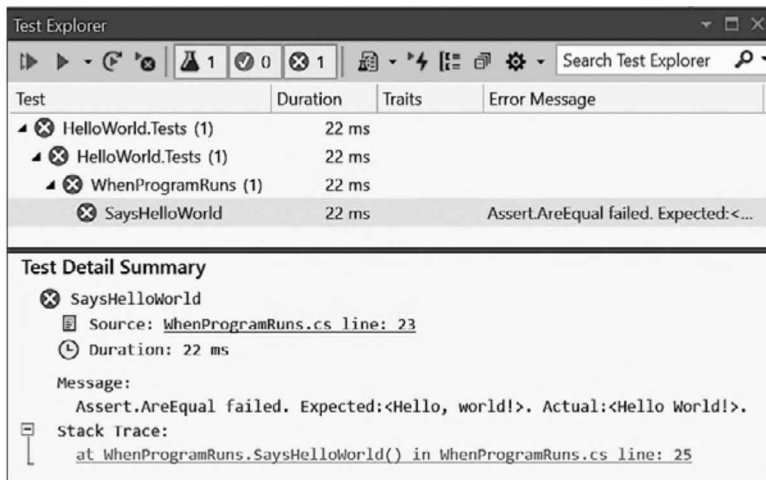 Test Explorer
1 0 1 Search Test Explorer
Test Duration Traits Error Message
HelloWorld.Tests (1) 22 ms
HelloWorld.Tests (1) 22 ms
WhenProgramRuns (1) 22 ms
SaysHelloWorld 22 ms Assert.AreEqual failed. Expected:<...
Test Detail Summary
SaysHelloWorld
Source: WhenProgramRuns.cs line: 23
Duration: 22 ms
Message:
Assert.AreEqual failed. Expected:<Hello, world!>. Actual:<Hello World!>.
Stack Trace:
at WhenProgramRuns.SaysHelloWorld() in WhenProgramRuns.cs line: 25